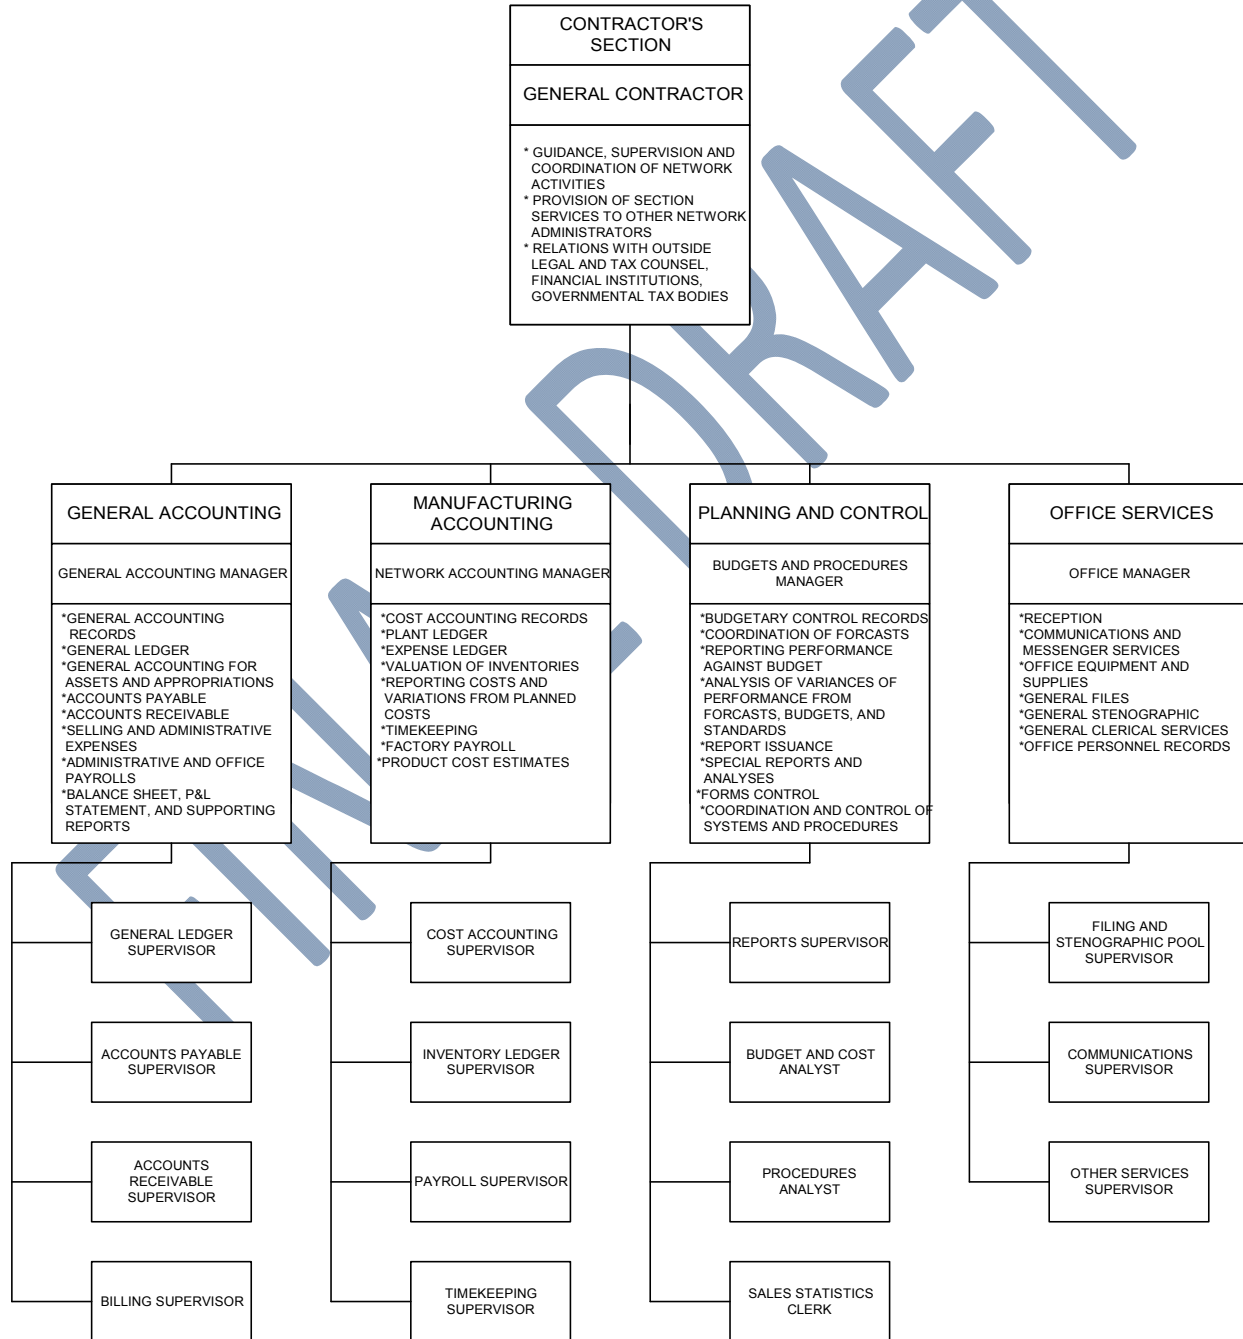 CONTRACTOR'S
SECTION
GENERAL CONTRACTOR
* GUIDANCE, SUPERVISION AND
COORDINATION OF NETWORK
ACTIVITIES
* PROVISION OF SECTION
SERVICES TO OTHER NETWORK
ADMINISTRATORS
* RELATIONS WITH OUTSIDE
LEGAL AND TAX COUNSEL,
FINANCIAL INSTITUTIONS,
GOVERNMENTAL TAX BODIES
GENERAL ACCOUNTING
GENERAL ACCOUNTING MANAGER
*GENERAL ACCOUNTING
RECORDS
*GENERAL LEDGER
*GENERAL ACCOUNTING FOR
ASSETS AND APPROPRIATIONS
*ACCOUNTS PAYABLE
*ACCOUNTS RECEIVABLE
*SELLING AND ADMINISTRATIVE
EXPENSES
*ADMINISTRATIVE AND OFFICE
PAYROLLS
*BALANCE SHEET, P&L
STATEMENT, AND SUPPORTING
REPORTS
GENERAL LEDGER
SUPERVISOR
ACCOUNTS PAYABLE
SUPERVISOR
ACCOUNTS
RECEIVABLE
SUPERVISOR
BILLING SUPERVISOR
MANUFACTURING
ACCOUNTING
NETWORK ACCOUNTING MANAGER
*COST ACCOUNTING RECORDS
*PLANT LEDGER
*EXPENSE LEDGER
*VALUATION OF INVENTORIES
*REPORTING COSTS AND
VARIATIONS FROM PLANNED
COSTS
*TIMEKEEPING
*FACTORY PAYROLL
*PRODUCT COST ESTIMATES
COST ACCOUNTING
SUPERVISOR
INVENTORY LEDGER
SUPERVISOR
PAYROLL SUPERVISOR
TIMEKEEPING
SUPERVISOR
PLANNING AND CONTROL
BUDGETS AND PROCEDURES
MANAGER
*BUDGETARY CONTROL RECORDS
*COORDINATION OF FORCASTS
*REPORTING PERFORMANCE
AGAINST BUDGET
*ANALYSIS OF VARIANCES OF
PERFORMANCE FROM
FORCASTS, BUDGETS, AND
STANDARDS
*REPORT ISSUANCE
*SPECIAL REPORTS AND
ANALYSES
*FORMS CONTROL
*COORDINATION AND CONTROL OF
SYSTEMS AND PROCEDURES
REPORTS SUPERVISOR
BUDGET AND COST
ANALYST
PROCEDURES
ANALYST
SALES STATISTICS
CLERK
OFFICE SERVICES
OFFICE MANAGER
*RECEPTION
*COMMUNICATIONS AND
MESSENGER SERVICES
*OFFICE EQUIPMENT AND
SUPPLIES
*GENERAL FILES
*GENERAL STENOGRAPHIC
*GENERAL CLERICAL SERVICES
*OFFICE PERSONNEL RECORDS
FILING AND
STENOGRAPHIC POOL
SUPERVISOR
COMMUNICATIONS
SUPERVISOR
OTHER SERVICES
SUPERVISOR
FINAL DRAFT